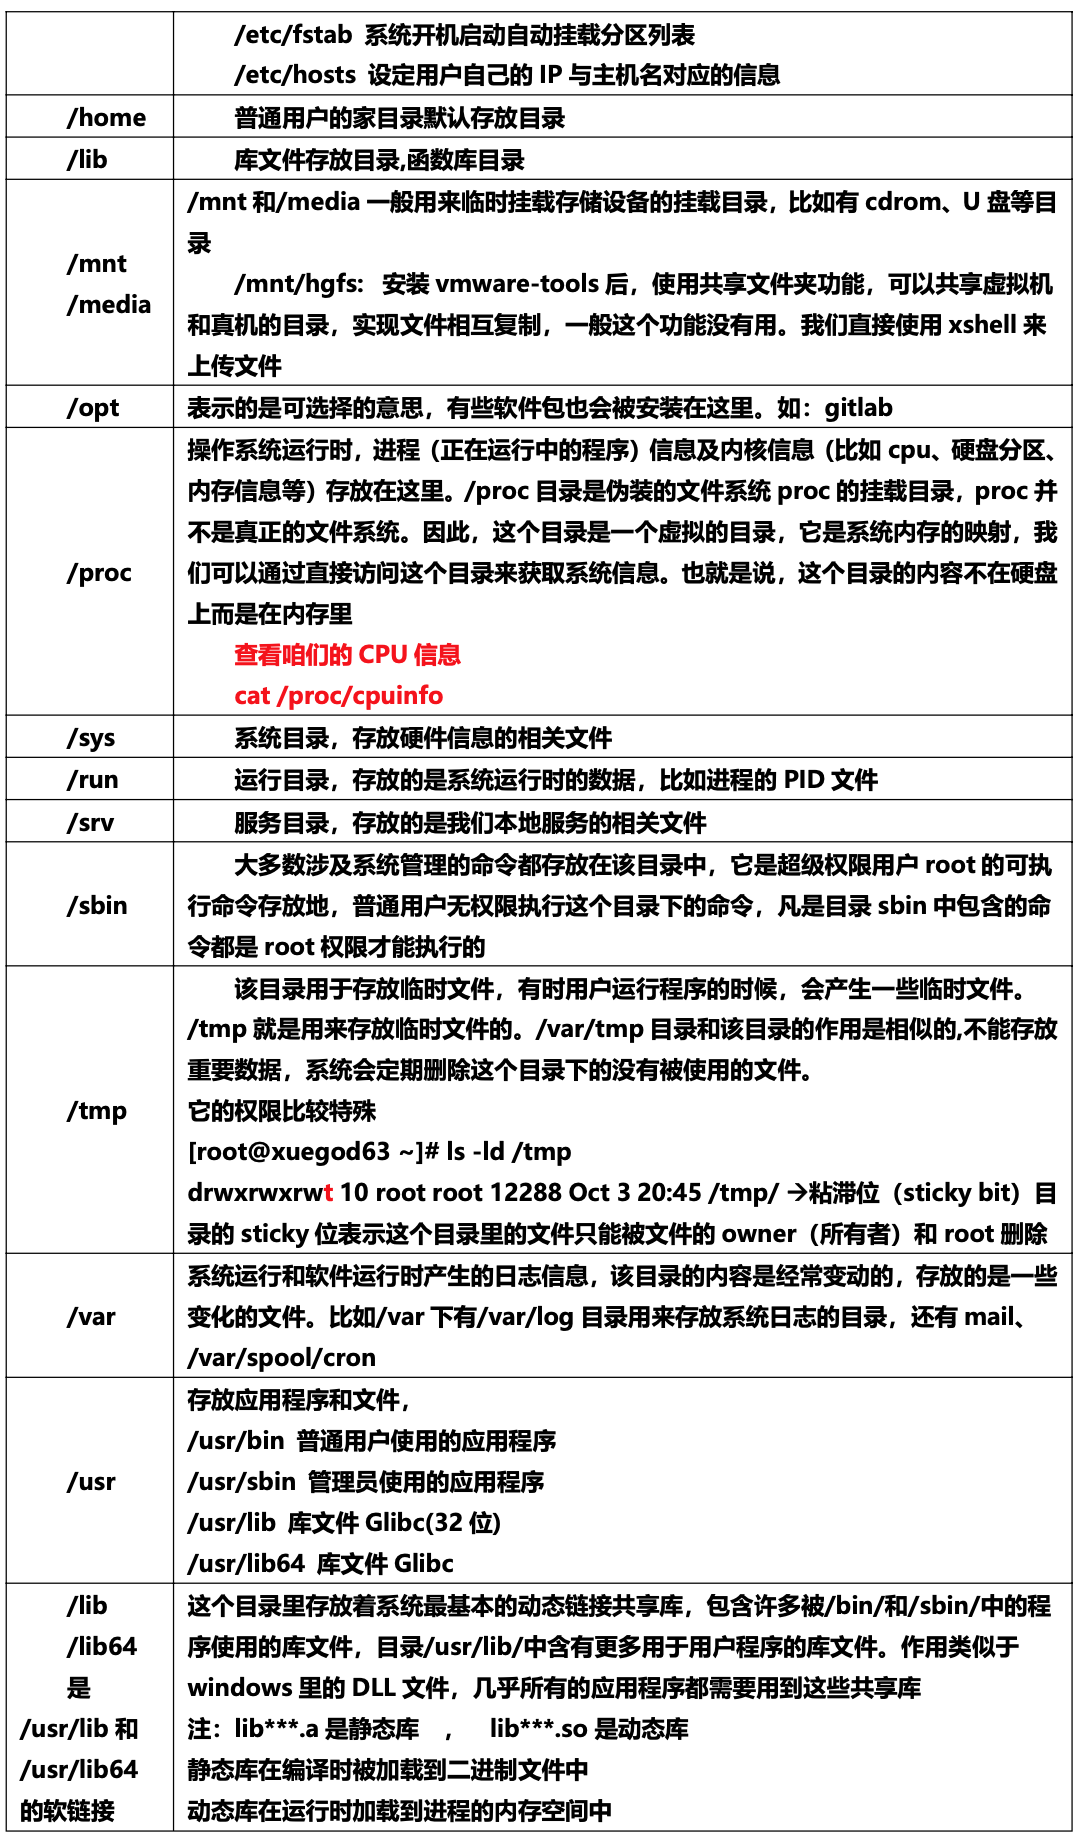 /etc/fstab 系统开机启动自动挂载分区列表
/etc/hosts 设定用户自己的 IP 与主机名对应的信息
/home
普通用户的家目录默认存放目录
/lib
库文件存放目录,函数库目录
/mnt
/media
/mnt 和/media 一般用来临时挂载存储设备的挂载目录，比如有 cdrom、U 盘等目
录
/mnt/hgfs: 安装 vmware-tools 后，使用共享文件夹功能，可以共享虚拟机
和真机的目录，实现文件相互复制，一般这个功能没有用。我们直接使用 xshell 来
上传文件
/opt
表示的是可选择的意思，有些软件包也会被安装在这里。如：gitlab
/proc
操作系统运行时，进程（正在运行中的程序）信息及内核信息（比如 cpu、硬盘分区、
内存信息等）存放在这里。/proc 目录是伪装的文件系统 proc 的挂载目录，proc 并
不是真正的文件系统。因此，这个目录是一个虚拟的目录，它是系统内存的映射，我
们可以通过直接访问这个目录来获取系统信息。也就是说，这个目录的内容不在硬盘
上而是在内存里
查看咱们的 CPU 信息
cat /proc/cpuinfo
/sys
系统目录，存放硬件信息的相关文件
/run
运行目录，存放的是系统运行时的数据，比如进程的 PID 文件
/srv
服务目录，存放的是我们本地服务的相关文件
/sbin
大多数涉及系统管理的命令都存放在该目录中，它是超级权限用户 root 的可执
行命令存放地，普通用户无权限执行这个目录下的命令，凡是目录 sbin 中包含的命
令都是 root 权限才能执行的
/tmp
该目录用于存放临时文件，有时用户运行程序的时候，会产生一些临时文件。
/tmp 就是用来存放临时文件的。/var/tmp 目录和该目录的作用是相似的,不能存放
重要数据，系统会定期删除这个目录下的没有被使用的文件。
它的权限比较特殊
[root@xuegod63 ~]# ls -ld /tmp
drwxrwxrwt 10 root root 12288 Oct 3 20:45 /tmp/ →粘滞位（sticky bit）目
录的 sticky 位表示这个目录里的文件只能被文件的 owner（所有者）和 root 删除
/var
系统运行和软件运行时产生的日志信息，该目录的内容是经常变动的，存放的是一些
变化的文件。比如/var 下有/var/log 目录用来存放系统日志的目录，还有 mail、
/var/spool/cron
/usr
存放应用程序和文件，
/usr/bin 普通用户使用的应用程序
/usr/sbin 管理员使用的应用程序
/usr/lib 库文件 Glibc(32 位)
/usr/lib64 库文件 Glibc
/lib
/lib64
是
/usr/lib 和
/usr/lib64
的软链接
这个目录里存放着系统最基本的动态链接共享库，包含许多被/bin/和/sbin/中的程
序使用的库文件，目录/usr/lib/中含有更多用于用户程序的库文件。作用类似于
windows 里的 DLL 文件，几乎所有的应用程序都需要用到这些共享库
注：lib***.a 是静态库 ， lib***.so 是动态库
静态库在编译时被加载到二进制文件中
动态库在运行时加载到进程的内存空间中